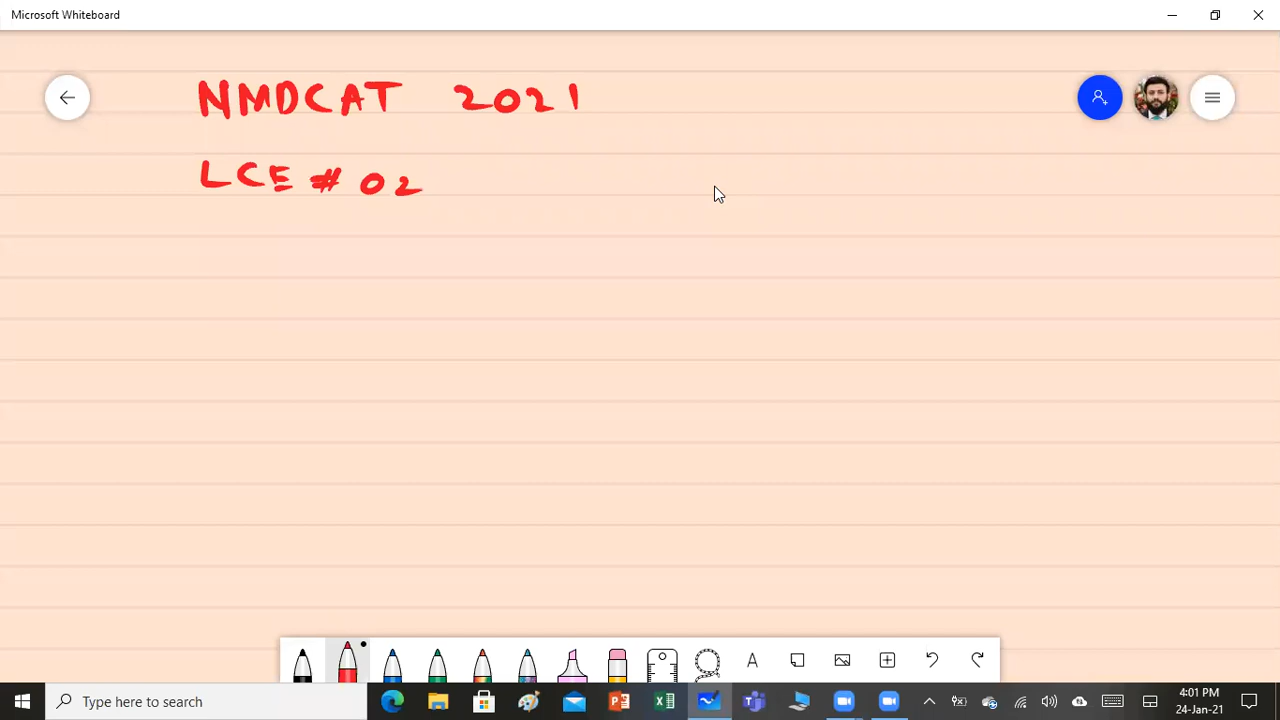 Microsoft Whiteboard
NMDCAT 2021
LCE # 02
A
Type here to search
4:01 PM
24-Jan-21